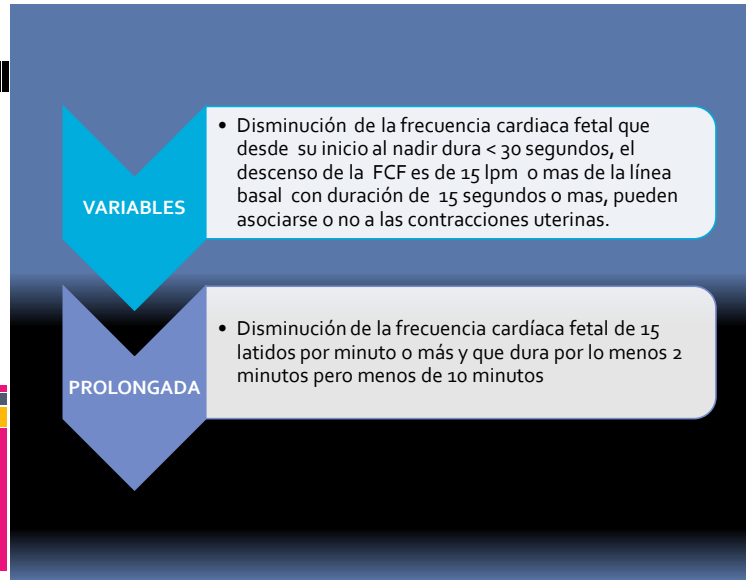 VARIABLES
• Disminución de la frecuencia cardiaca fetal que
desde su inicio al nadir dura < 30 segundos, el
descenso de la FCF es de 15 lpm o mas de la línea
basal con duración de 15 segundos o mas, pueden
asociarse o no a las contracciones uterinas.
PROLONGADA
• Disminución de la frecuencia cardíaca fetal de 15
latidos por minuto o más y que dura por lo menos 2
minutos pero menos de 10 minutos